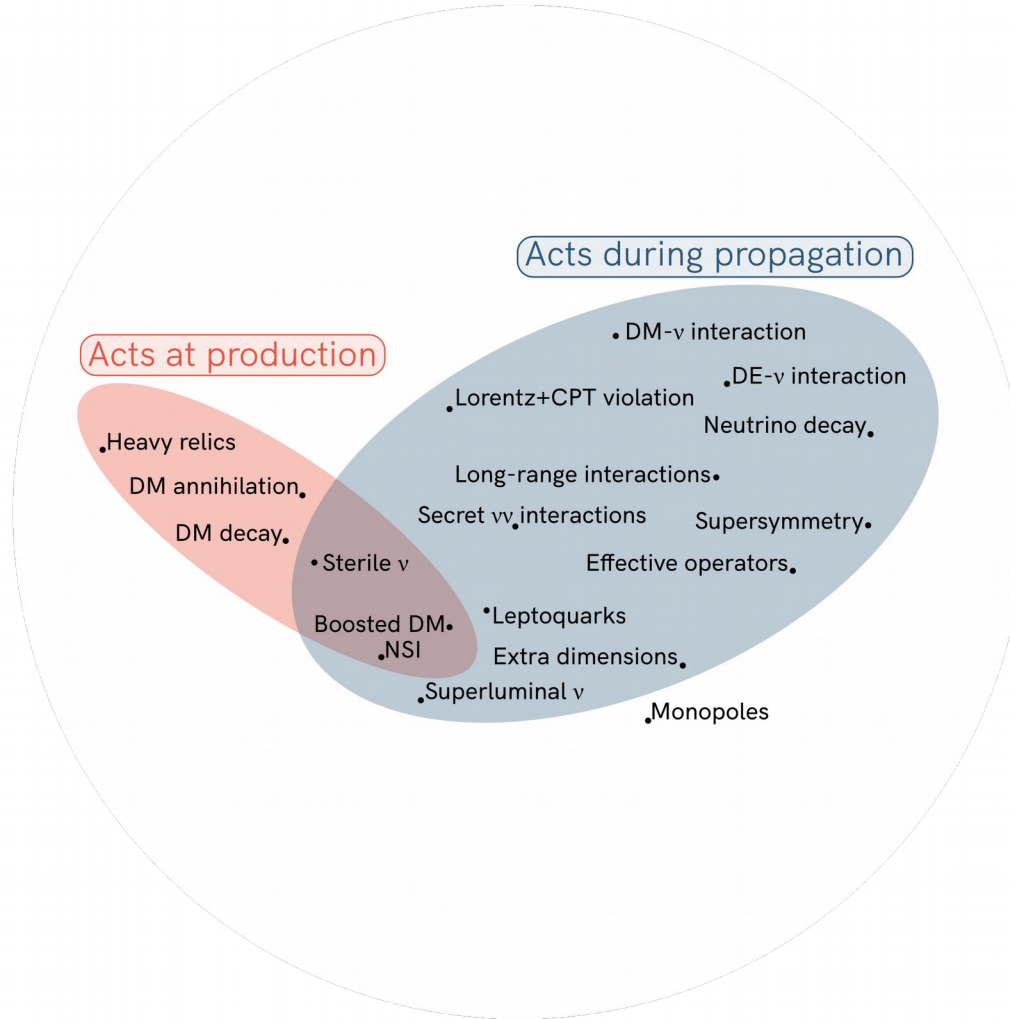 Acts during propagation
DM-ν interaction
Acts at production
DE-ν interaction
Lorentz+CPT violation
Neutrino decay
Heavy relics
Long-range interactions
DM annihilation
Secret νν interactions
Supersymmetry
DM decay
Sterile ν
Effective operators
Leptoquarks
Boosted DM
NSI
Extra dimensions
Superluminal ν
Monopoles